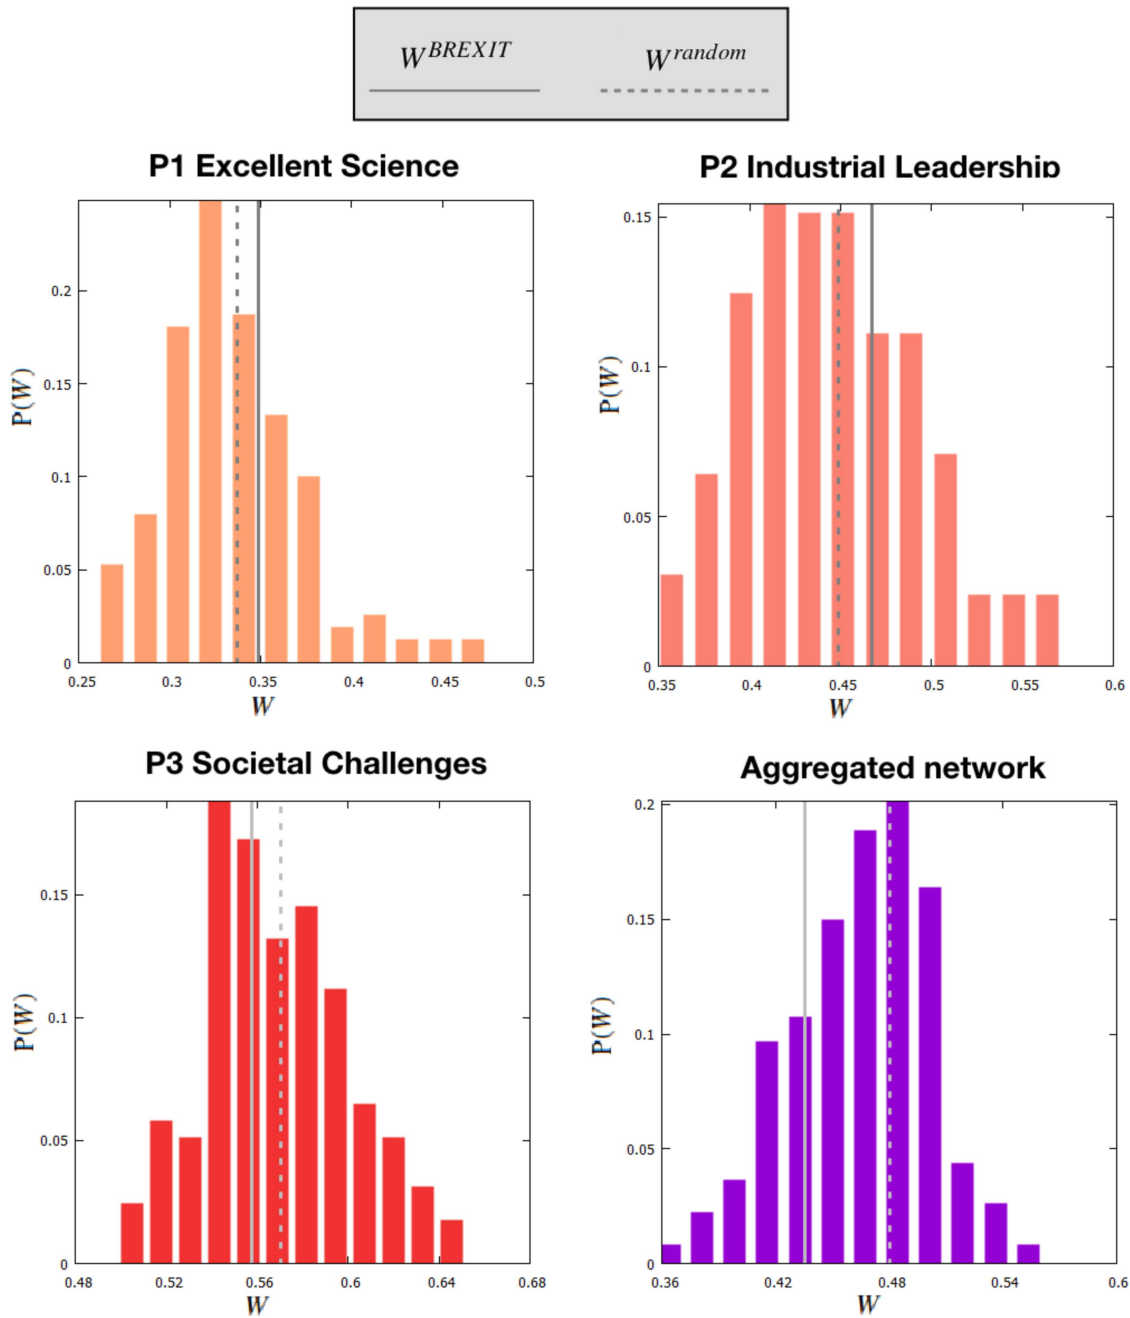 W^BREXIT W^random
P1 Excellent Science
P2 Industrial Leadership
0.2
0.15
0.1
0.05
0
P(W)
0.25 0.3 0.35 0.4 0.45 0.5
W
0.15
0.1
0.05
0
P(W)
0.35 0.4 0.45 0.5 0.55 0.6
W
P3 Societal Challenges
Aggregated network
0.15
0.1
0.05
0
P(W)
0.48 0.52 0.56 0.6 0.64 0.68
W
0.2
0.15
0.1
0.05
0
P(W)
0.36 0.42 0.48 0.54 0.6
W